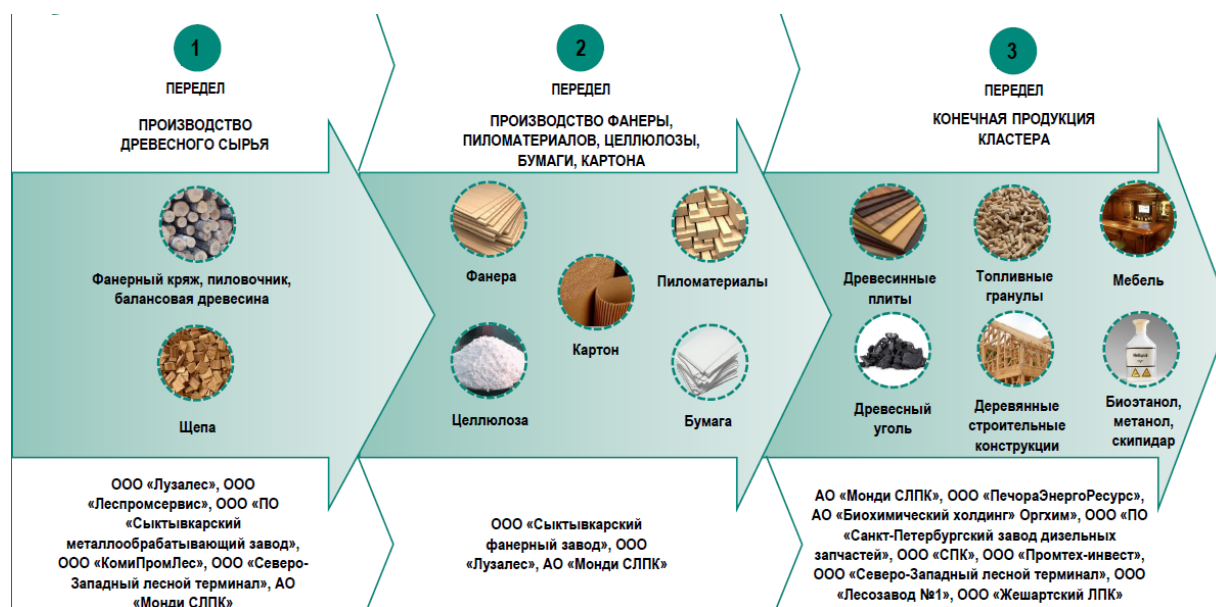 1
ПЕРЕДЕЛ
ПРОИЗВОДСТВО
ДРЕВЕСНОГО СЫРЬЯ
Фанерный кряж, пиловочник,
балансовая древесина
Щепа
ООО «Лузалес», ООО
«Леспромсервис», ООО «ПО
«Сыктывкарский
металлообрабатывающий завод»,
ООО «КомиПромЛес», ООО «Северо-
Западный лесной терминал», АО
«Монди СЛПК»
2
ПЕРЕДЕЛ
ПРОИЗВОДСТВО ФАНЕРЫ,
ПИЛОМАТЕРИАЛОВ, ЦЕЛЛЮЛОЗЫ,
БУМАГИ, КАРТОНА
Фанера
Пиломатериалы
Картон
Целлюлоза
Бумага
ООО «Сыктывкарский
фанерный завод», ООО
«Лузалес», АО «Монди СЛПК»
3
ПЕРЕДЕЛ
КОНЕЧНАЯ ПРОДУКЦИЯ
КЛАСТЕРА
Древесинные
плиты
Топливные
гранулы
Мебель
Древесный
уголь
Деревянные
строительные
конструкции
Биоэтанол,
метанол,
скипидар
АО «Монди СЛПК», ООО «ПечораЭнергоРесурс»,
АО «Биохимический холдинг» Оргхим», ООО «ПО
«Санкт-Петербургский завод дизельных
запчастей», ООО «СПК», ООО «Промтех-инвест»,
ООО «Северо-Западный лесной терминал», ООО
«Лесозавод №1», ООО «Жешартский ЛПК»